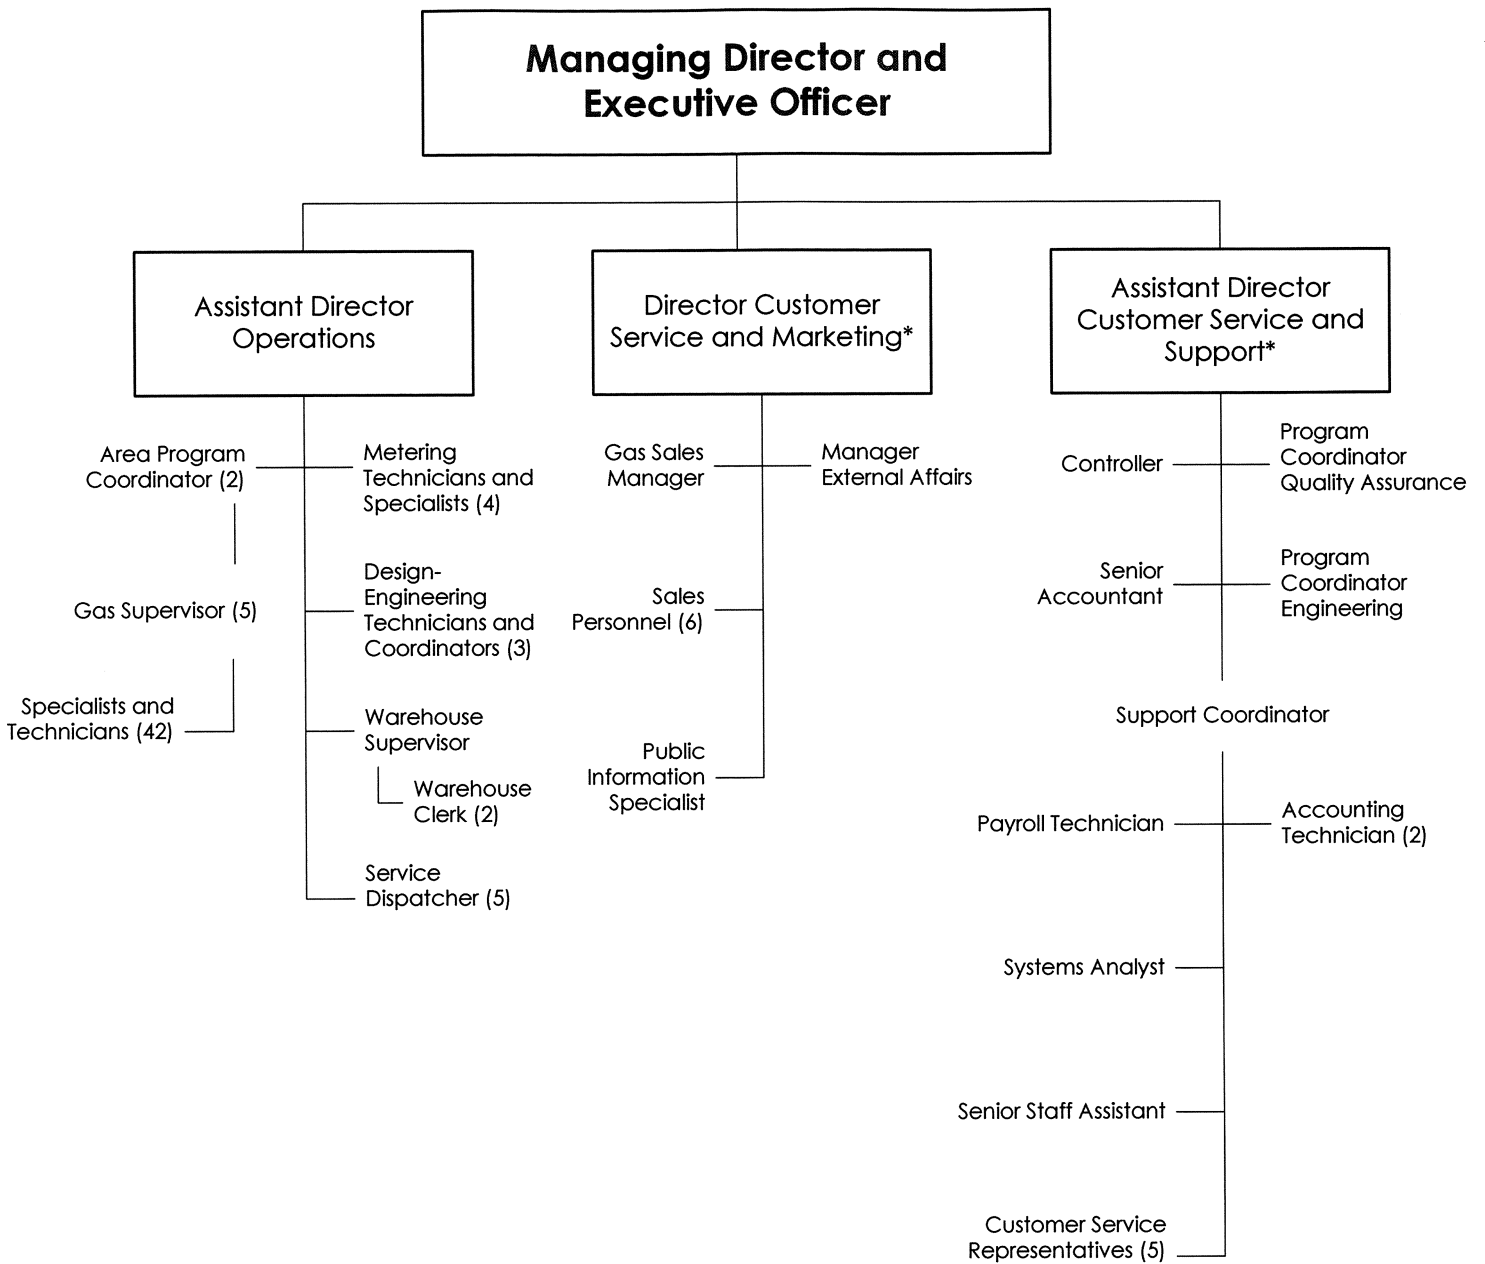 Managing Director and
Executive Officer
Assistant Director
Operations
Director Customer
Service and Marketing*
Assistant Director
Customer Service and
Support*
Area Program
Coordinator (2)
Metering
Technicians and
Specialists (4)
Gas Supervisor (5)
Design-
Engineering
Technicians and
Coordinators (3)
Specialists and
Technicians (42)
Warehouse
Supervisor
Warehouse
Clerk (2)
Service
Dispatcher (5)
Gas Sales
Manager
Manager
External Affairs
Sales
Personnel (6)
Public
Information
Specialist
Controller
Program
Coordinator
Quality Assurance
Senior
Accountant
Program
Coordinator
Engineering
Support Coordinator
Payroll Technician
Accounting
Technician (2)
Systems Analyst
Senior Staff Assistant
Customer Service
Representatives (5)